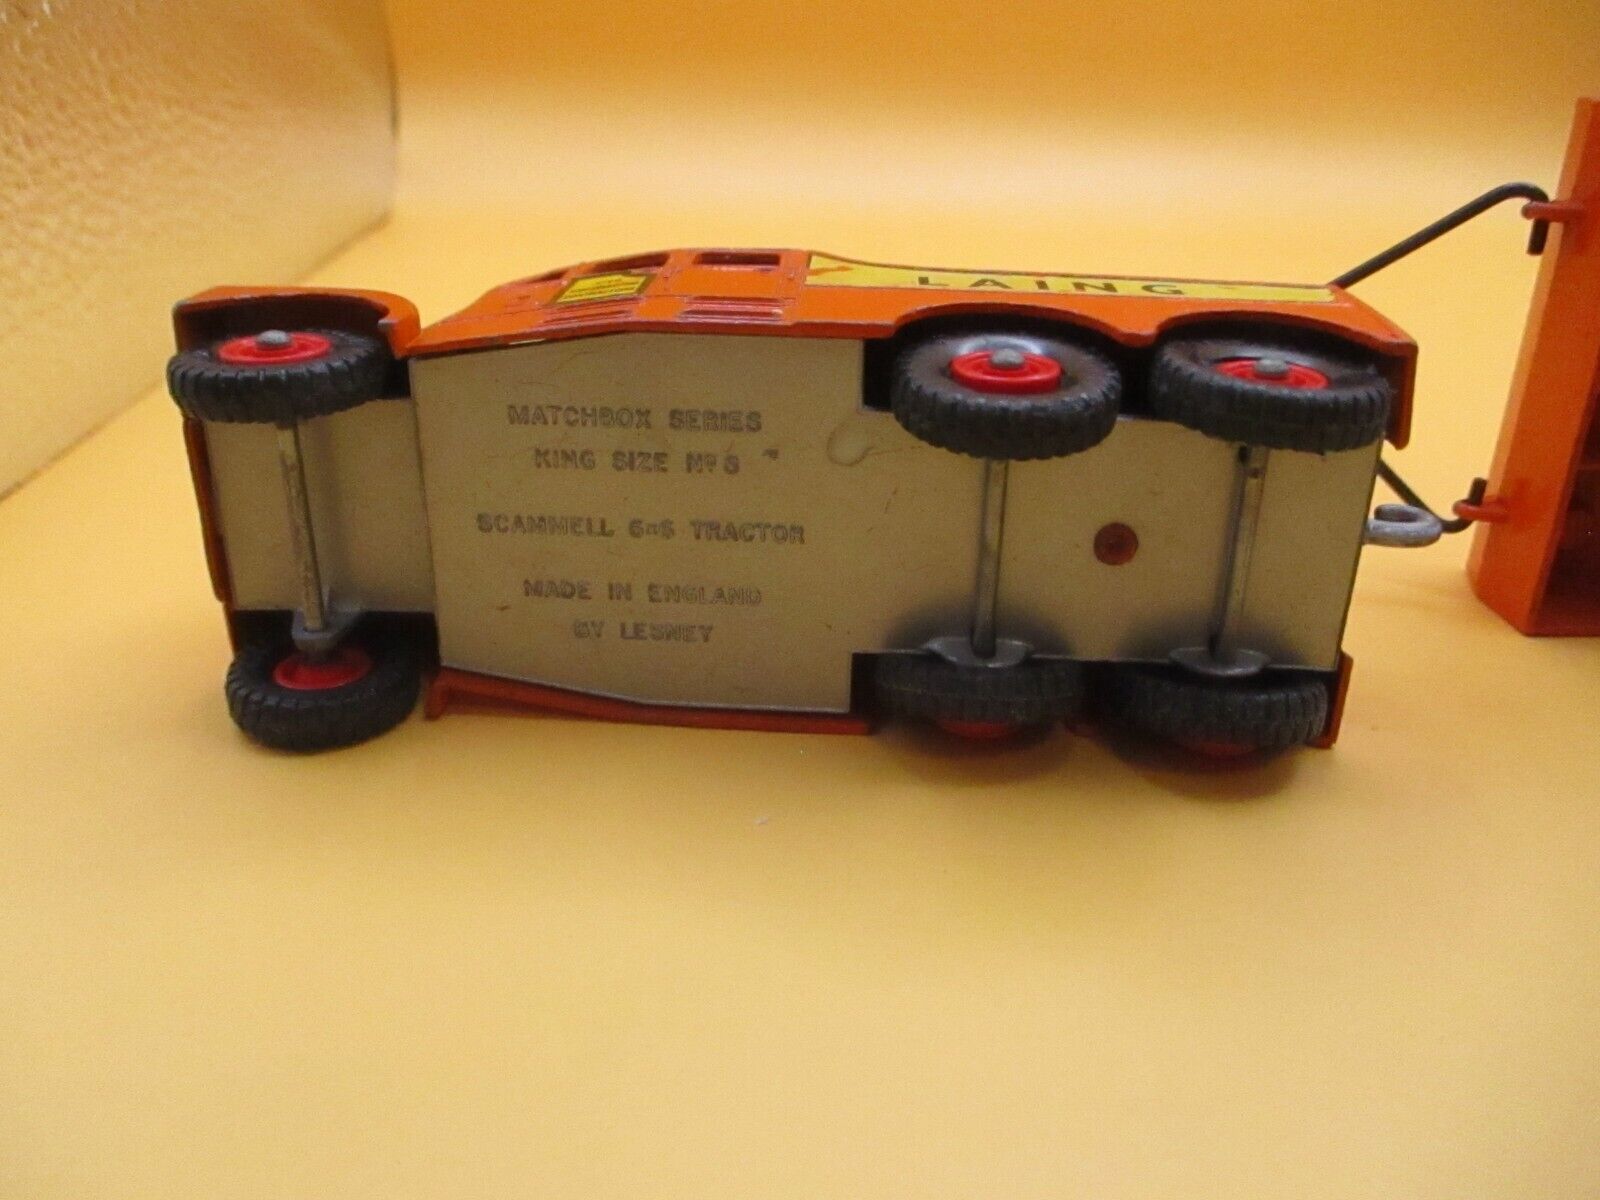 LAING
MATCHBOX SERIES
KING SIZE Nº 8
SCAMMELL 6x6 TRACTOR
MADE IN ENGLAND
BY LESNEY